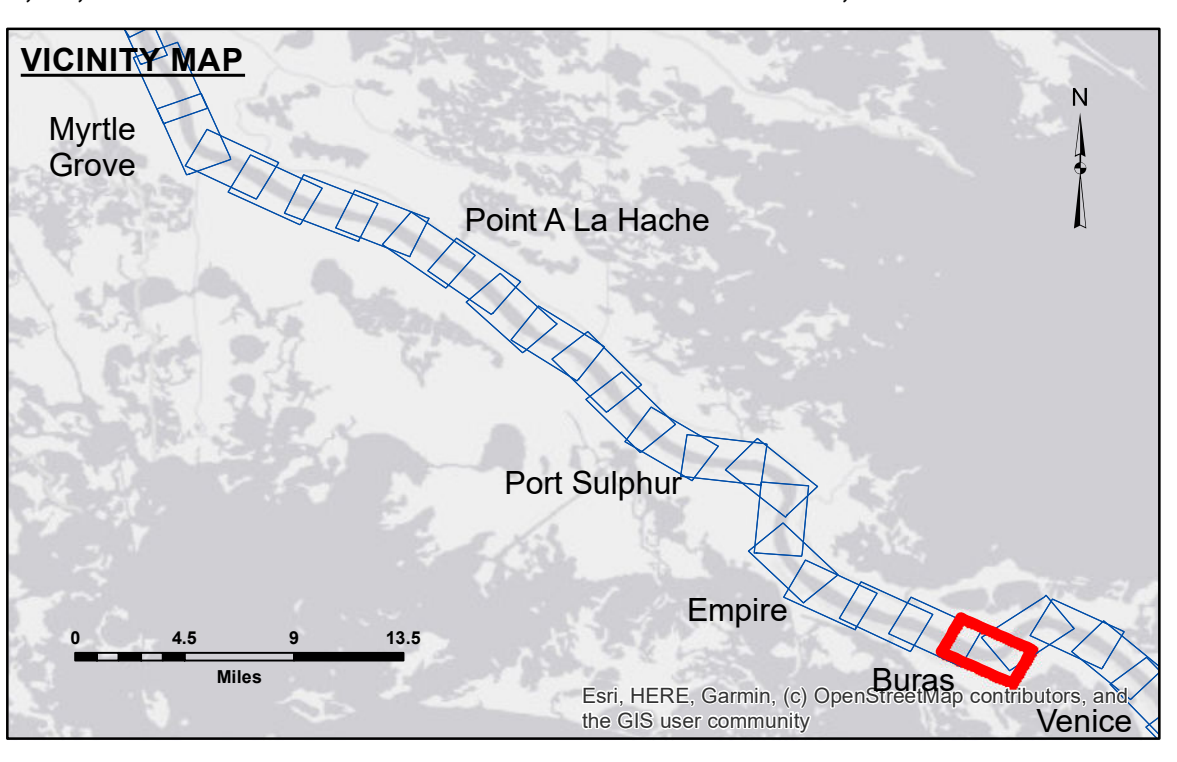 VICINITY MAP
N
Myrtle
Grove
Point A La Hache
Port Sulphur
Empire
0 4.5 9 13.5
Miles
Buras
Esri, HERE, Garmin, (c) OpenStreetMap contributors, and
the GIS user community
Venice